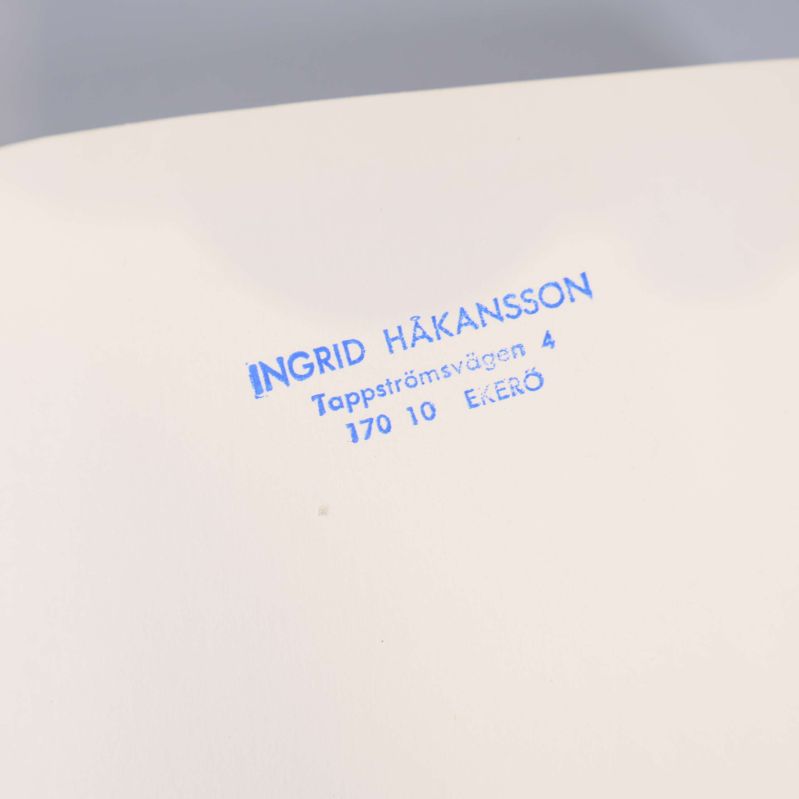 INGRID HÅKANSSON
Tappströmsvägen 4
170 10 EKERÖ